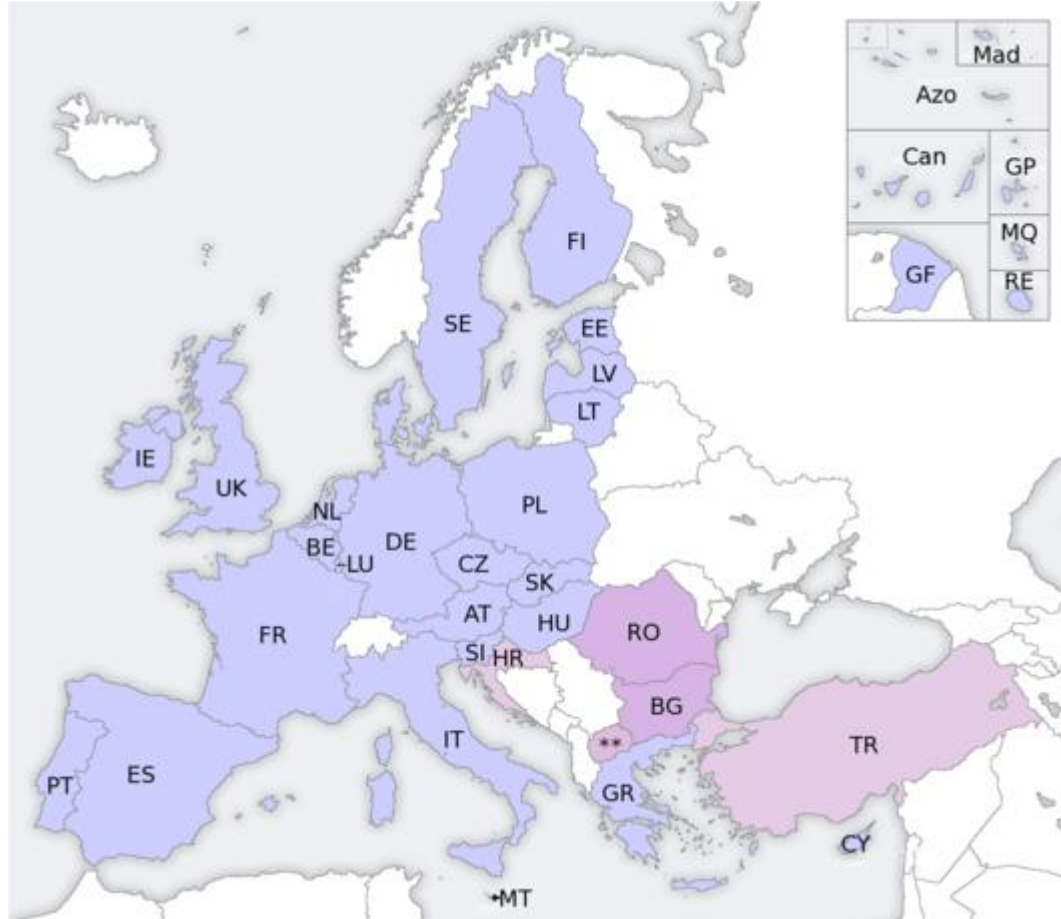 Mad
Azo
Can
GP
MQ
GF
RE
FI
SE
EE
LV
LT
IE
UK
NL
PL
BE
DE
LU
CZ
SK
AT
HU
FR
RO
SI
HR
BG
IT
**
TR
PT
ES
GR
CY
MT